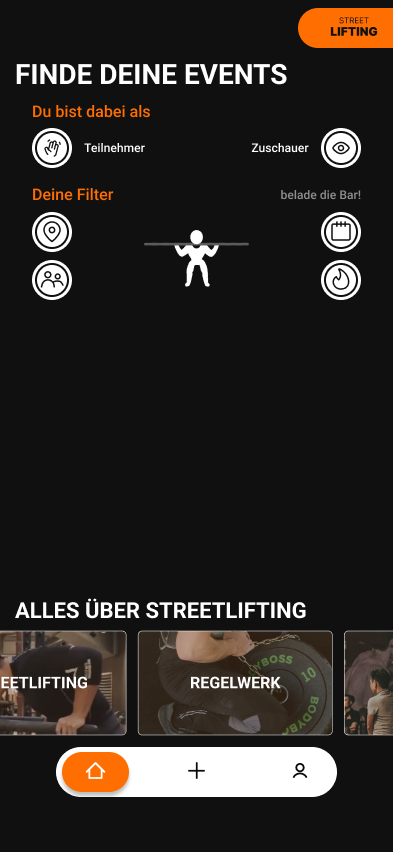 STREET
LIFTING
FINDE DEINE EVENTS
Du bist dabei als
Teilnehmer
Zuschauer
Deine Filter
belade die Bar!
ALLES ÜBER STREETLIFTING
EETLIFTING
REGELWERK
YBOSS
10
BODYB